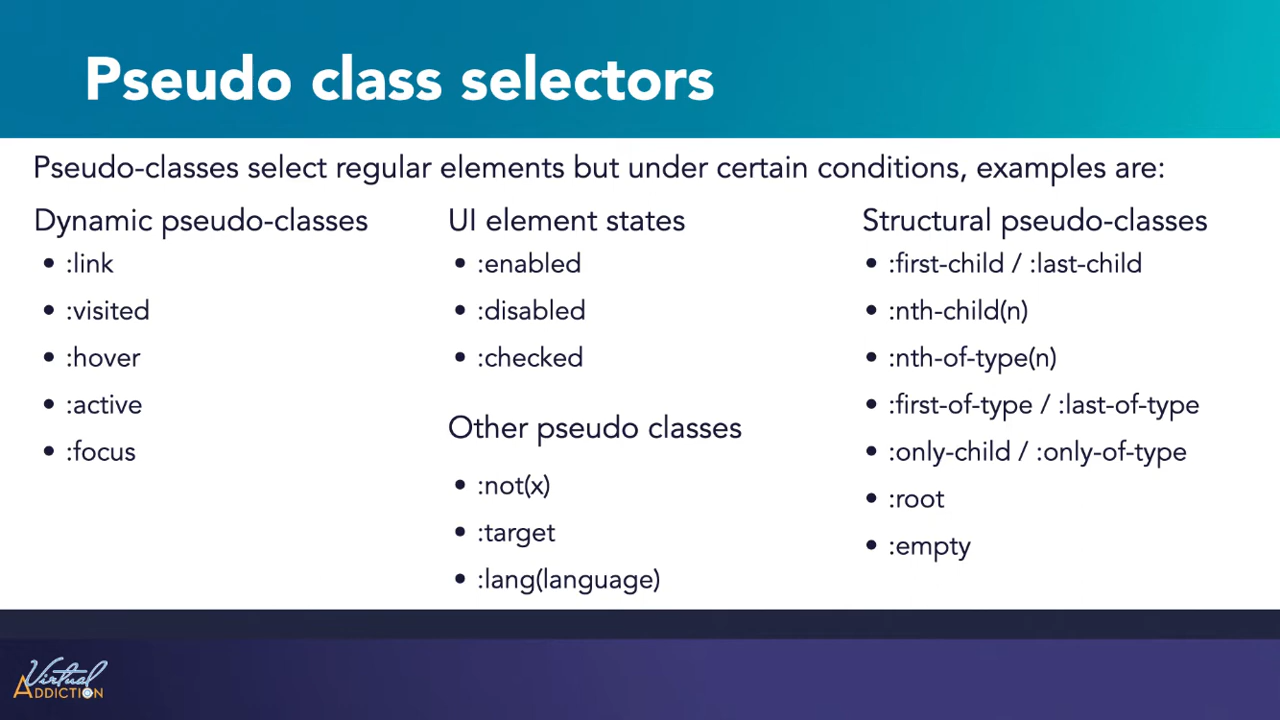 Pseudo class selectors
Pseudo-classes select regular elements but under certain conditions, examples are:
Dynamic pseudo-classes
• :link
• :visited
• :hover
• :active
• :focus
UI element states
• :enabled
• :disabled
• :checked
Other pseudo classes
• :not(x)
• :target
• :lang(language)
Structural pseudo-classes
• :first-child / :last-child
• :nth-child(n)
• :nth-of-type(n)
• :first-of-type / :last-of-type
• :only-child / :only-of-type
• :root
• :empty
Virtual
ADDICTION